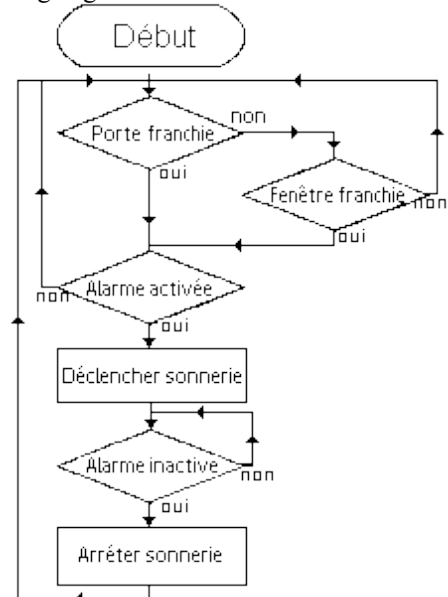 Début
Porte franchie
non
oui
Fenêtre franchie
non
oui
Alarme activée
non
oui
Déclencher sonnerie
Alarme inactive
non
oui
Arréter sonnerie